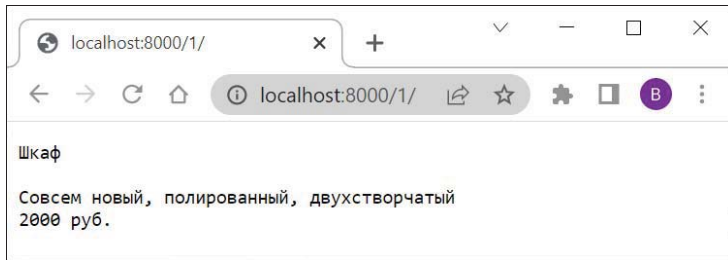 localhost:8000/1/
localhost:8000/1/
B
Шкаф
Совсем новый, полированный, двухстворчатый
2000 руб.